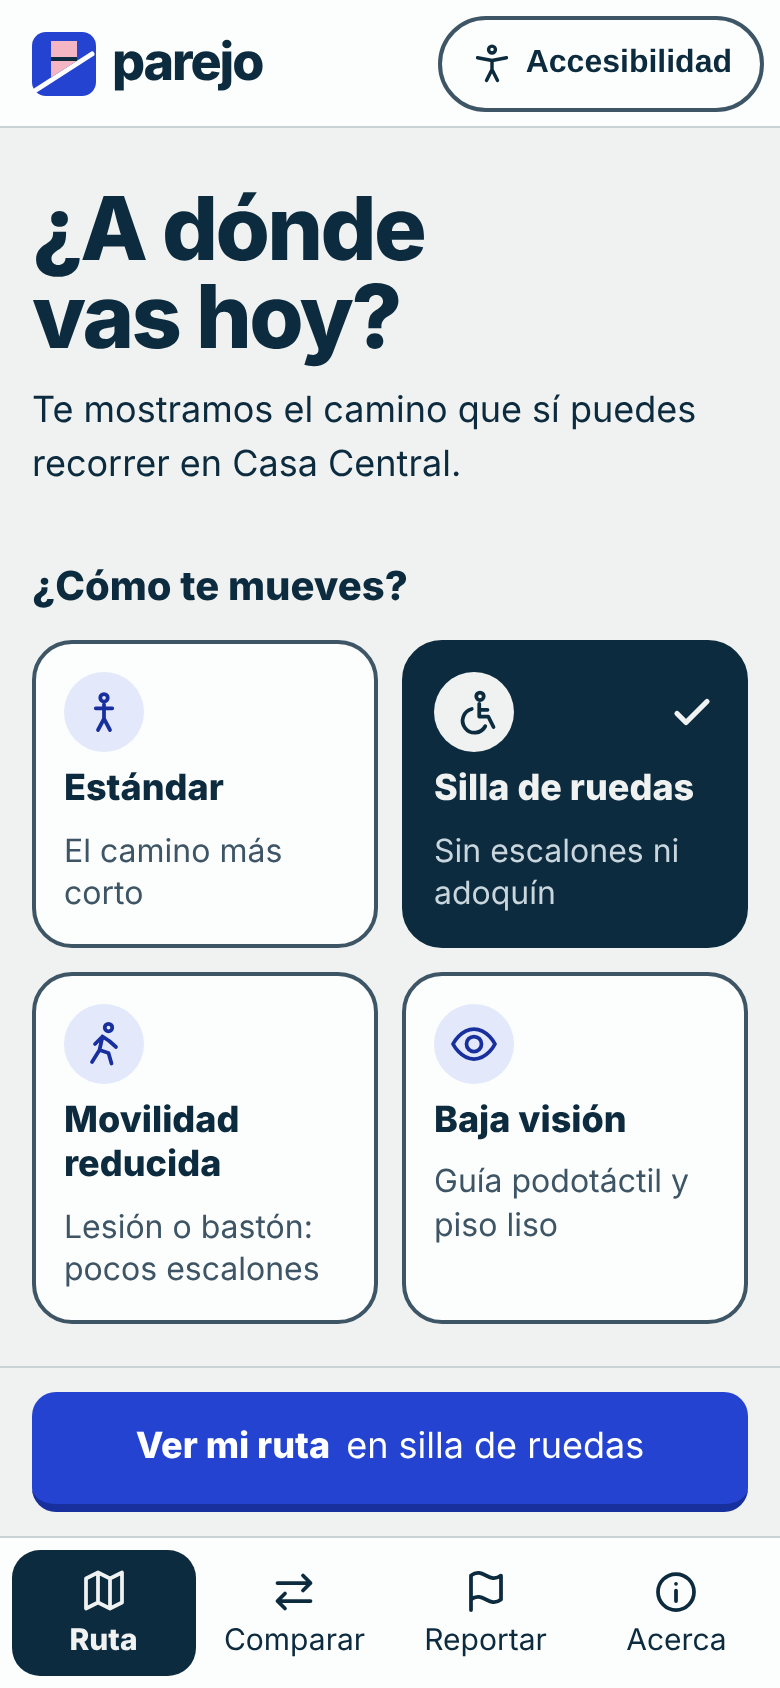 parejo
Accesibilidad
¿A dónde
vas hoy?
Te mostramos el camino que sí puedes
recorrer en Casa Central.
¿Cómo te mueves?
Estándar
El camino más
corto
Silla de ruedas
Sin escalones ni
adoquín
Movilidad
reducida
Lesión o bastón:
pocos escalones
Baja visión
Guía podotáctil y
piso liso
Ver mi ruta en silla de ruedas
Ruta
Comparar
Reportar
Acerca